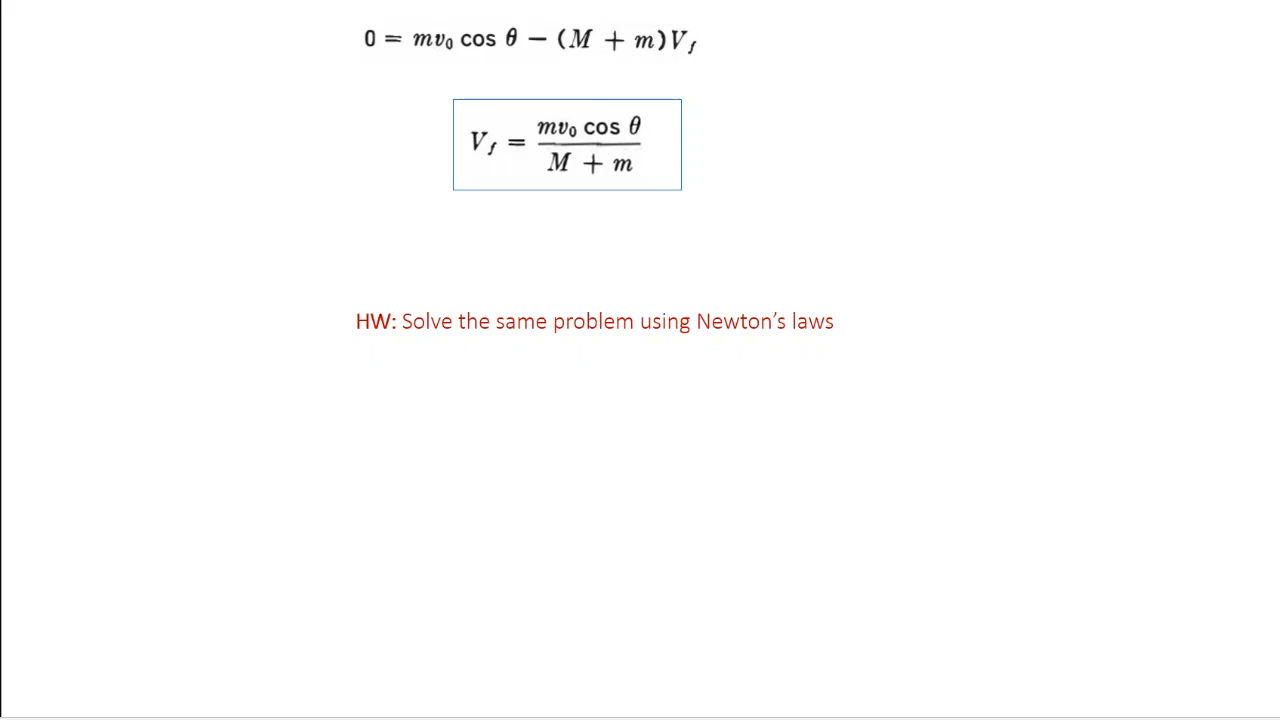 0 = mv₀ cos θ − (M + m)V_f
V_f = mv₀ cos θ / M + m
HW: Solve the same problem using Newton’s laws